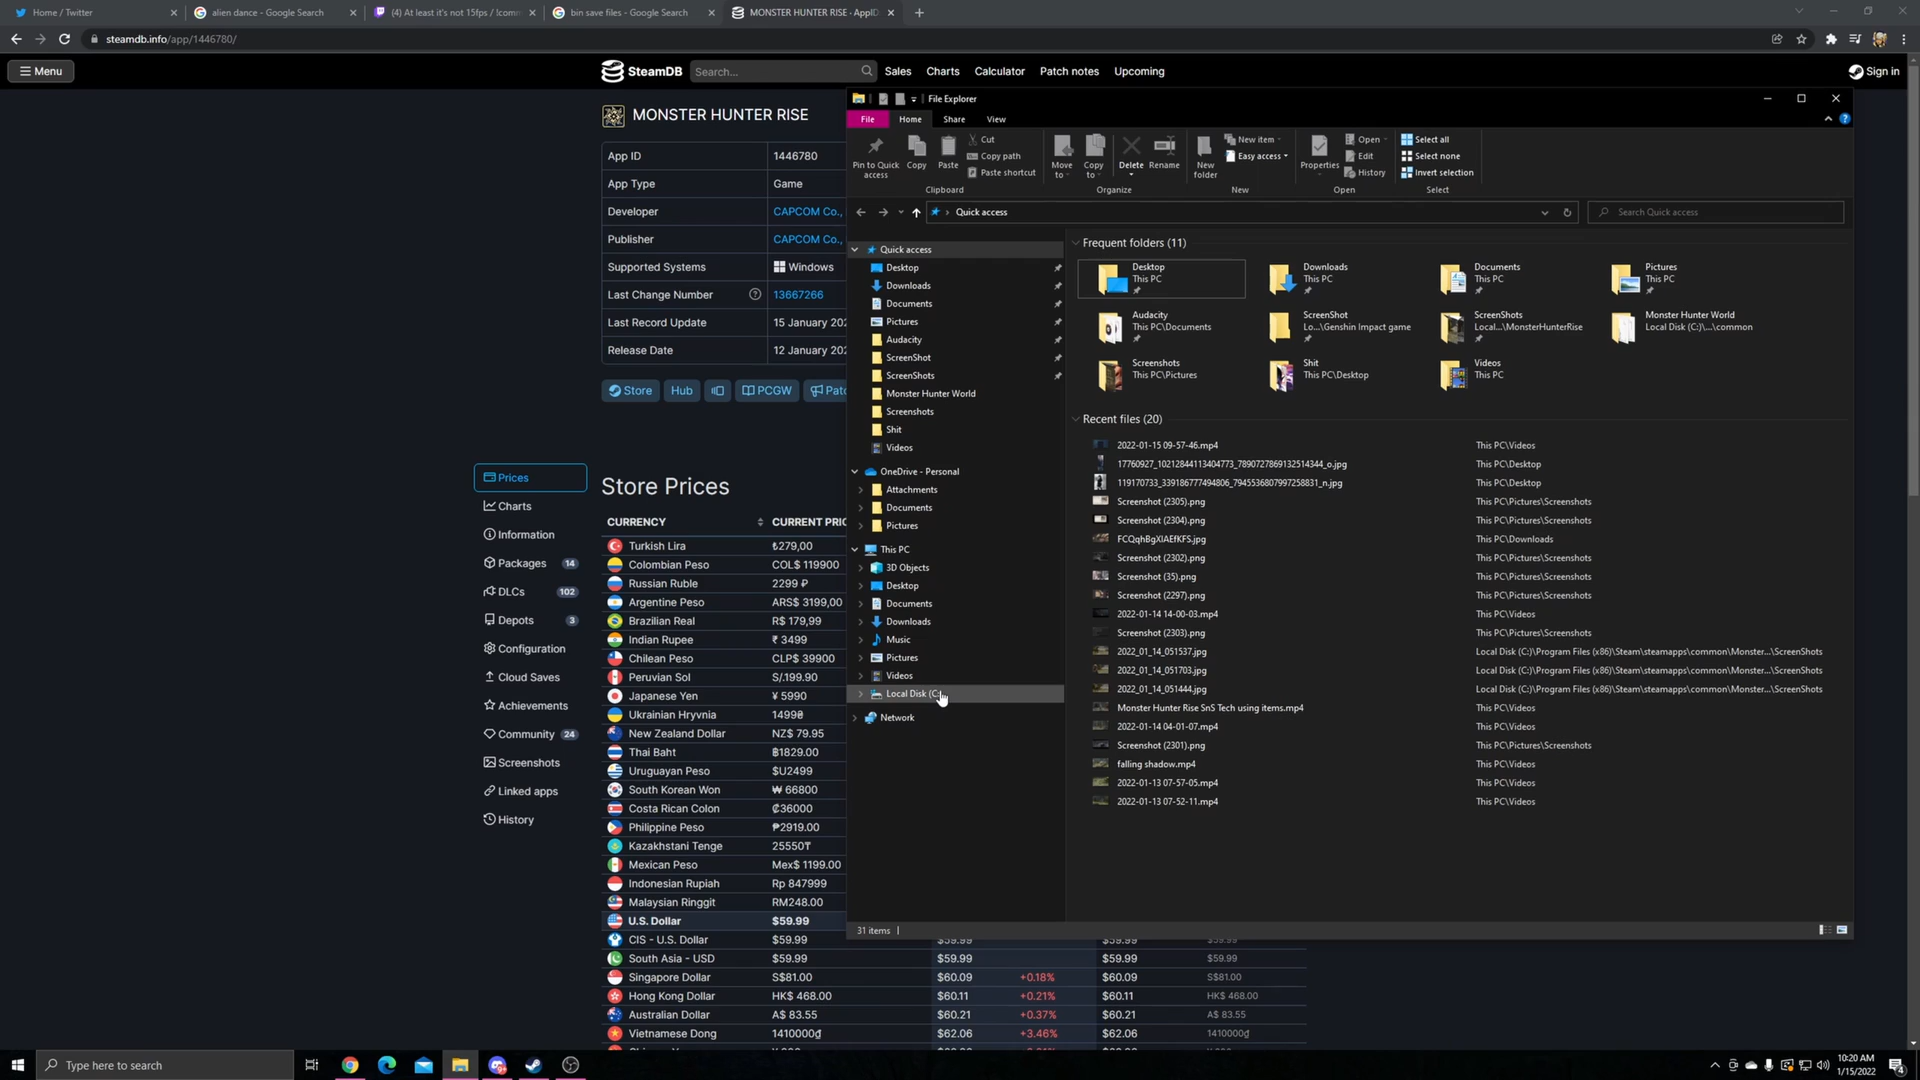 Home / Twitter
alien dance - Google Search
(4) At least it's not 15fps / !comm
bin save files - Google Search
MONSTER HUNTER RISE - AppID
steamdb.info/app/1446780/
Menu
SteamDB
Search...
Sales
Charts
Calculator
Patch notes
Upcoming
Sign in
MONSTER HUNTER RISE
App ID 1446780
App Type Game
Developer CAPCOM Co.,
Publisher CAPCOM Co.,
Supported Systems Windows
Last Change Number 13667266
Last Record Update 15 January 202
Release Date 12 January 202
Store
Hub
PCGW
Patc
Prices
Charts
Information
Packages 14
DLCs 102
Depots 3
Configuration
Cloud Saves
Achievements
Community 24
Screenshots
Linked apps
History
Store Prices
CURRENCY CURRENT PRIC
Turkish Lira ₺279,00
Colombian Peso COL$ 119900
Russian Ruble 2299 ₽
Argentine Peso ARS$ 3199,00
Brazilian Real R$ 179,99
Indian Rupee ₹ 3499
Chilean Peso CLP$ 39900
Peruvian Sol S/.199.90
Japanese Yen ¥ 5990
Ukrainian Hryvnia 1499₴
New Zealand Dollar NZ$ 79.95
Thai Baht ฿1829.00
Uruguayan Peso $U2499
South Korean Won ₩ 66800
Costa Rican Colon ₡36000
Philippine Peso ₱2919.00
Kazakhstani Tenge 25550₸
Mexican Peso Mex$ 1199.00
Indonesian Rupiah Rp 847999
Malaysian Ringgit RM248.00
U.S. Dollar $59.99
CIS - U.S. Dollar $59.99 $59.99 $59.99 $59.99
South Asia - USD $59.99 $59.99 $59.99 $59.99
Singapore Dollar S$81.00 $60.09 +0.18% $60.09 S$81.00
Hong Kong Dollar HK$ 468.00 $60.11 +0.21% $60.11 HK$ 468.00
Australian Dollar A$ 83.55 $60.21 +0.37% $60.21 A$ 83.55
Vietnamese Dong 1410000₫ $62.06 +3.46% $62.06 1410000₫
File Explorer
File
Home
Share
View
Pin to Quick access
Copy
Paste
Cut
Copy path
Paste shortcut
Clipboard
Move to
Copy to
Delete
Rename
Organize
New folder
New item
Easy access
New
Properties
Open
Edit
History
Open
Select all
Select none
Invert selection
Select
Quick access
Search Quick access
Quick access
Desktop
Downloads
Documents
Pictures
Audacity
ScreenShot
ScreenShots
Monster Hunter World
Screenshots
Shit
Videos
OneDrive - Personal
Attachments
Documents
Pictures
This PC
3D Objects
Desktop
Documents
Downloads
Music
Pictures
Videos
Local Disk (C:
Network
Frequent folders (11)
Desktop
This PC
Downloads
This PC
Documents
This PC
Pictures
This PC
Audacity
This PC\Documents
ScreenShot
Lo...\Genshin Impact game
ScreenShots
Local...\MonsterHunterRise
Monster Hunter World
Local Disk (C:)\...\common
Screenshots
This PC\Pictures
Shit
This PC\Desktop
Videos
This PC
Recent files (20)
2022-01-15 09-57-46.mp4 This PC\Videos
17760927_10212844113404773_7890727869132514344_o.jpg This PC\Desktop
119170733_339186777494806_7945536807997258831_n.jpg This PC\Desktop
Screenshot (2305).png This PC\Pictures\Screenshots
Screenshot (2304).png This PC\Pictures\Screenshots
FCQqhBgXIAEfKFS.jpg This PC\Downloads
Screenshot (2302).png This PC\Pictures\Screenshots
Screenshot (35).png This PC\Pictures\Screenshots
Screenshot (2297).png This PC\Pictures\Screenshots
2022-01-14 14-00-03.mp4 This PC\Videos
Screenshot (2303).png This PC\Pictures\Screenshots
2022_01_14_051537.jpg Local Disk (C:)\Program Files (x86)\Steam\steamapps\common\Monster...\ScreenShots
2022_01_14_051703.jpg Local Disk (C:)\Program Files (x86)\Steam\steamapps\common\Monster...\ScreenShots
2022_01_14_051444.jpg Local Disk (C:)\Program Files (x86)\Steam\steamapps\common\Monster...\ScreenShots
Monster Hunter Rise SnS Tech using items.mp4 This PC\Videos
2022-01-14 04-01-07.mp4 This PC\Videos
Screenshot (2301).png This PC\Pictures\Screenshots
falling shadow.mp4 This PC\Videos
2022-01-13 07-57-05.mp4 This PC\Videos
2022-01-13 07-52-11.mp4 This PC\Videos
31 items
Type here to search
10:20 AM
1/15/2022
4